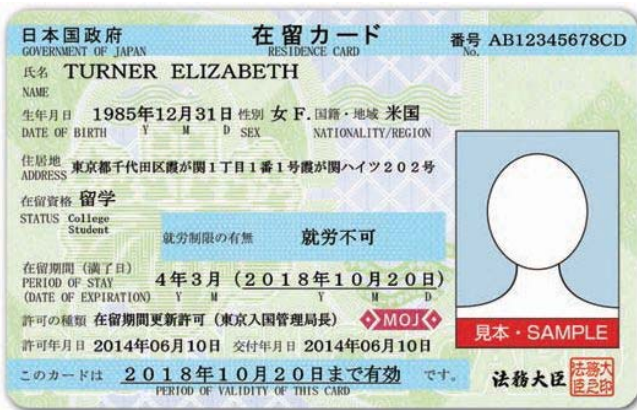 日本国政府 在留カード 番号 AB12345678CD
GOVERNMENT OF JAPAN RESIDENCE CARD No.
氏名 TURNER ELIZABETH
NAME
生年月日 1985年12月31日 性別 女 F. 国籍・地域 米国
DATE OF BIRTH Y M D SEX NATIONALITY/REGION
住居地 東京都千代田区霞が関1丁目1番1号霞が関ハイツ202号
ADDRESS
在留資格 留学
STATUS College
Student
就労制限の有無 就労不可
在留期間(満了日) 4年3月(2018年10月20日)
PERIOD OF STAY
(DATE OF EXPIRATION) Y M Y M D
許可の種類 在留期間更新許可(東京入国管理局長) MOJ
見本・SAMPLE
許可年月日 2014年06月10日 交付年月日 2014年06月10日
このカードは 2018年10月20日まで有効 です。
PERIOD OF VALIDITY OF THIS CARD
法務大臣 法務大臣之印